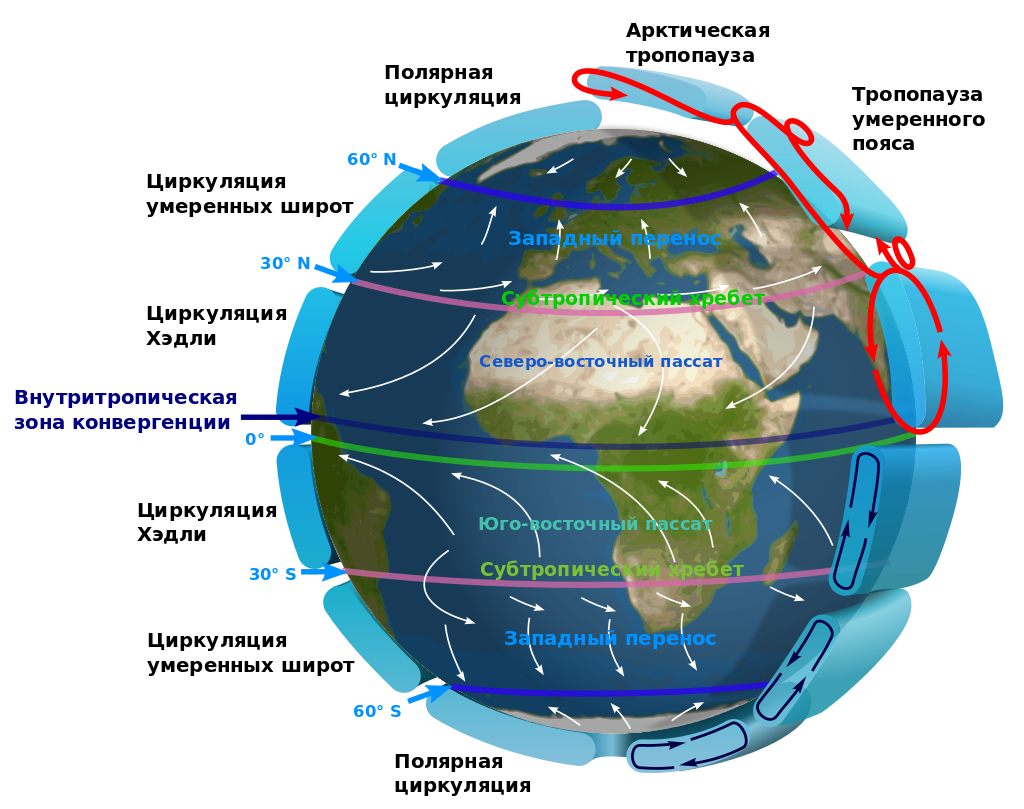 Арктическая
тропопауза
Полярная
циркуляция
Тропопауза
умеренного
пояса
60° N
Циркуляция
умеренных широт
Западный перенос
30° N
Субтропический хребет
Циркуляция
Хэдли
Северо-восточный пассат
Внутритропическая
зона конвергенции
0°
Циркуляция
Хэдли
Юго-восточный пассат
Субтропический хребет
30° S
Циркуляция
умеренных широт
Западный перенос
60° S
Полярная
циркуляция